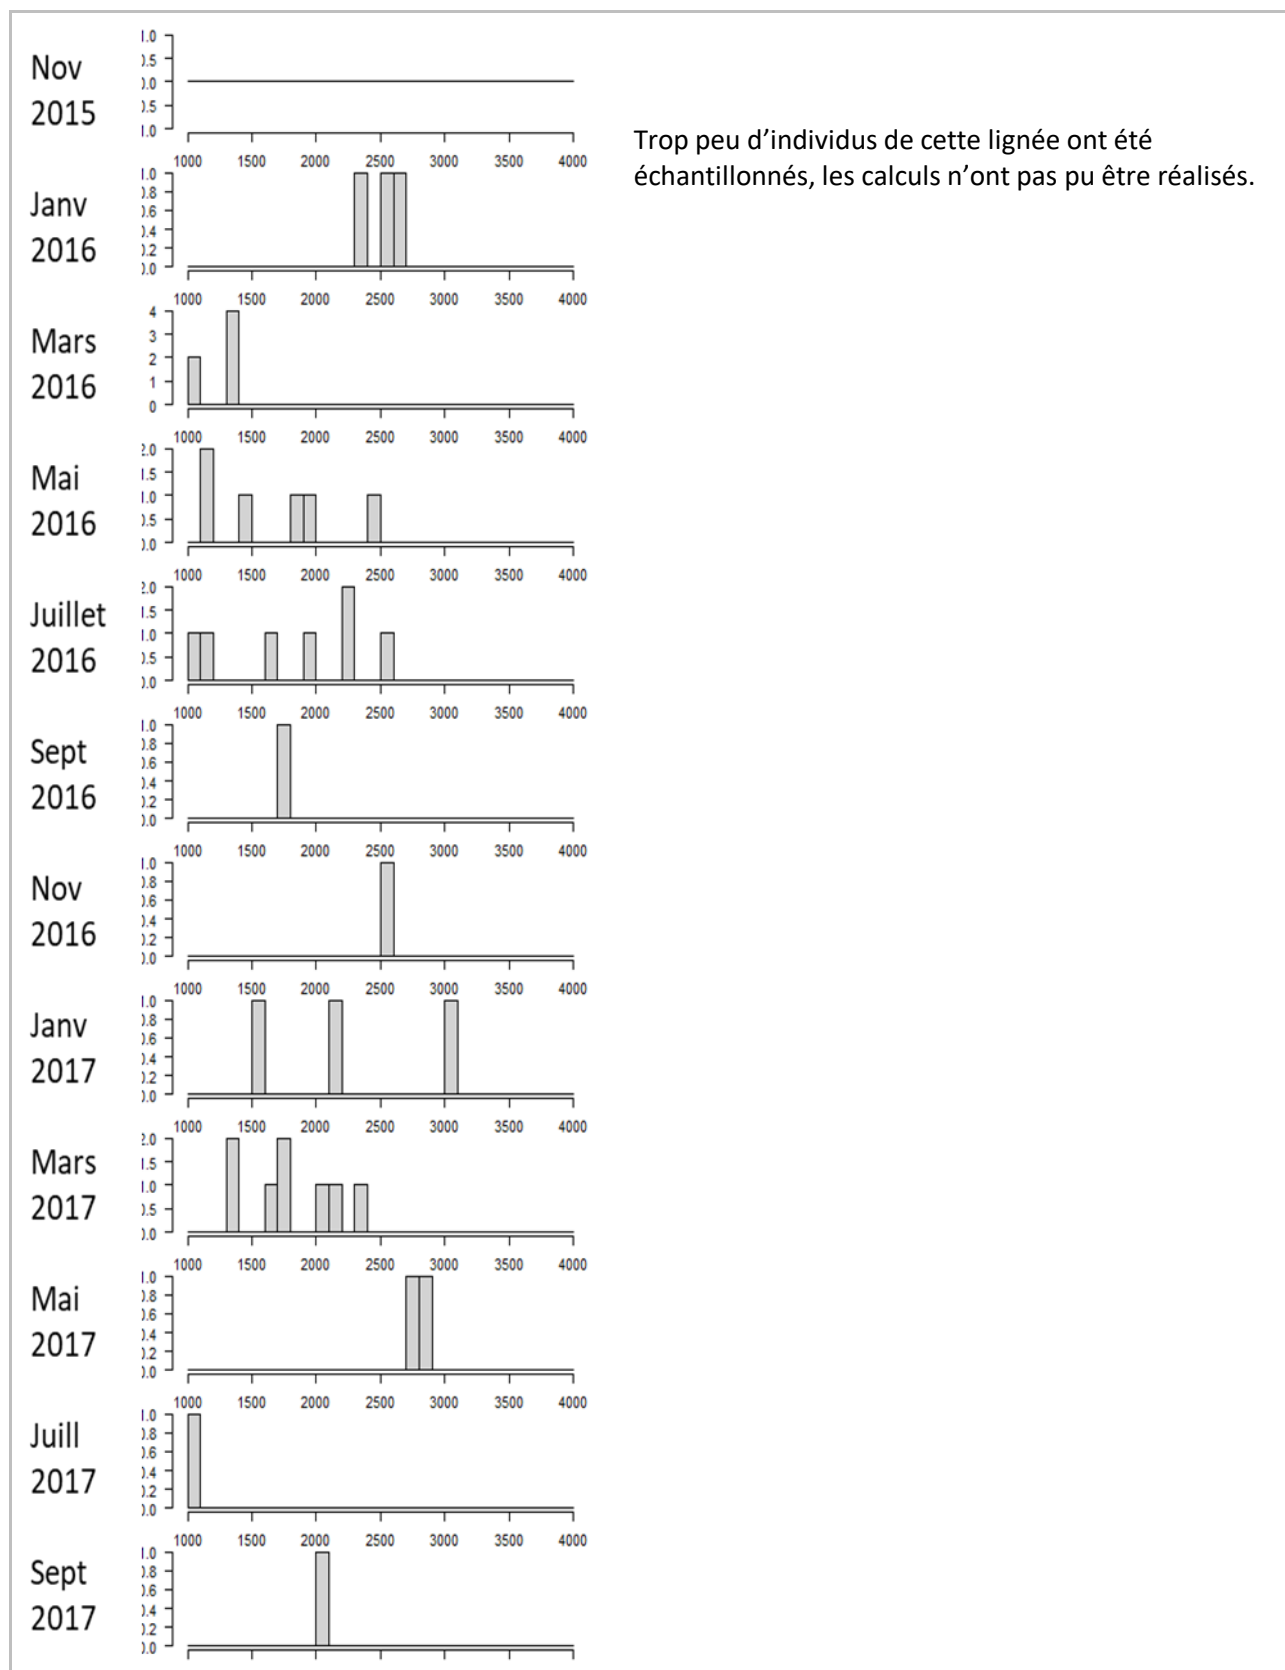 Nov
2015
1000 1500 2000 2500 3000 3500 4000
Trop peu d’individus de cette lignée ont été
échantillonnés, les calculs n’ont pas pu être réalisés.
Janv
2016
1000 1500 2000 2500 3000 3500 4000
Mars
2016
4
3
2
1
0
1000 1500 2000 2500 3000 3500 4000
Mai
2016
1000 1500 2000 2500 3000 3500 4000
Juillet
2016
1000 1500 2000 2500 3000 3500 4000
Sept
2016
1000 1500 2000 2500 3000 3500 4000
Nov
2016
1000 1500 2000 2500 3000 3500 4000
Janv
2017
1000 1500 2000 2500 3000 3500 4000
Mars
2017
1000 1500 2000 2500 3000 3500 4000
Mai
2017
1000 1500 2000 2500 3000 3500 4000
Juill
2017
1000 1500 2000 2500 3000 3500 4000
Sept
2017